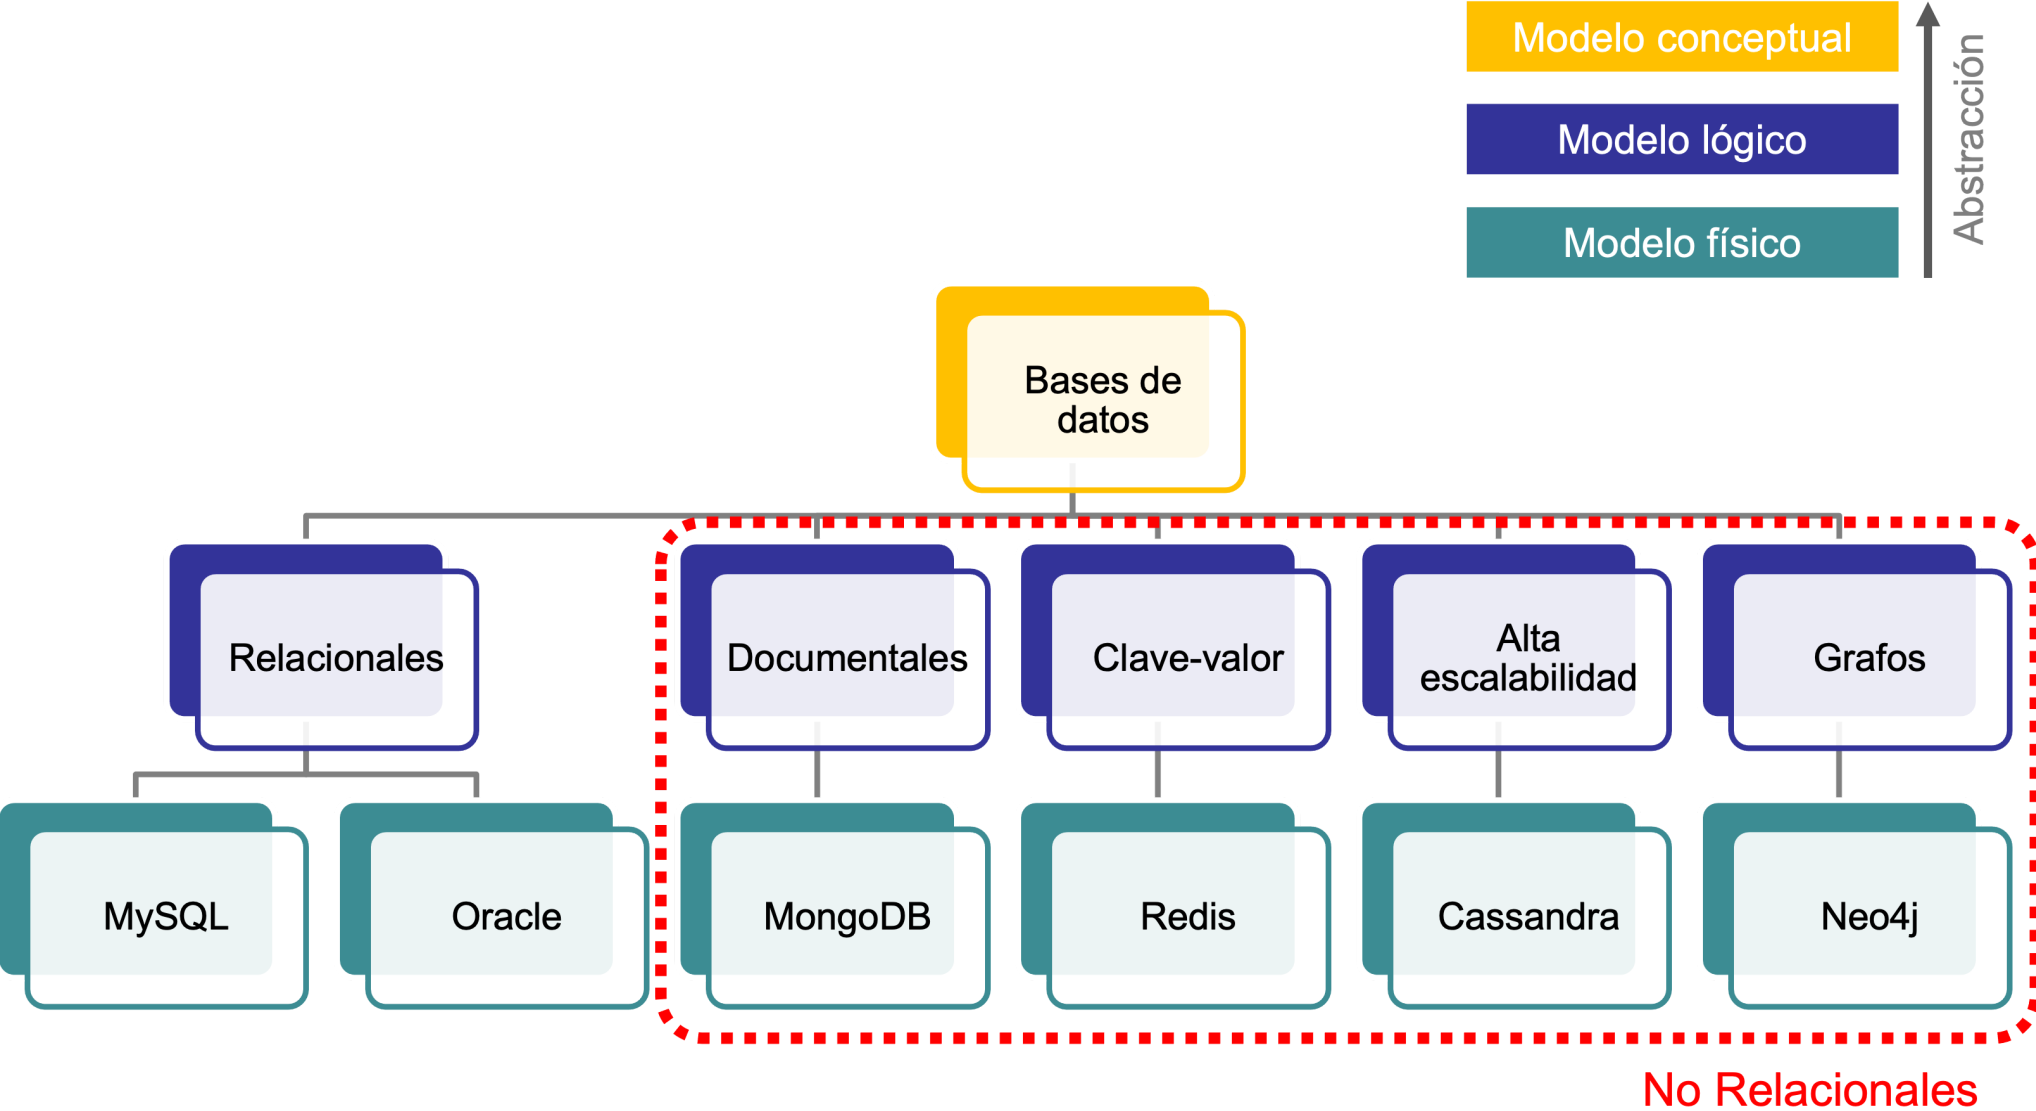 Modelo conceptual
Modelo lógico
Modelo físico
Abstracción
Bases de
datos
Relacionales
Documentales
Clave-valor
Alta
escalabilidad
Grafos
MySQL
Oracle
MongoDB
Redis
Cassandra
Neo4j
No Relacionales